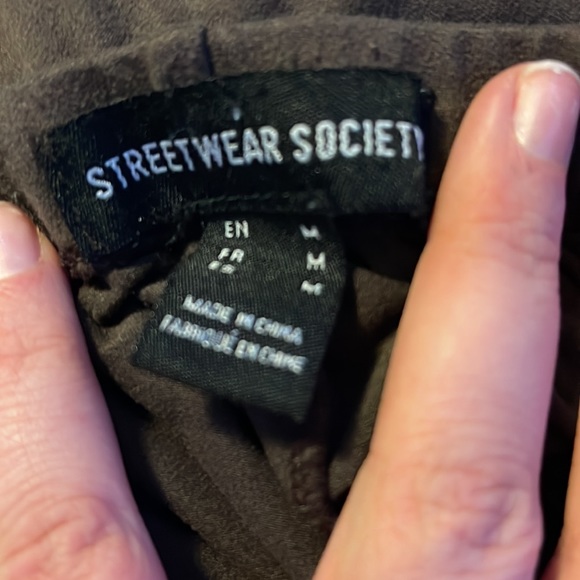 STREETWEAR SOCIETY
EN M
FR M
M
MADE IN CHINA
FABRIQUÉ EN CHINE